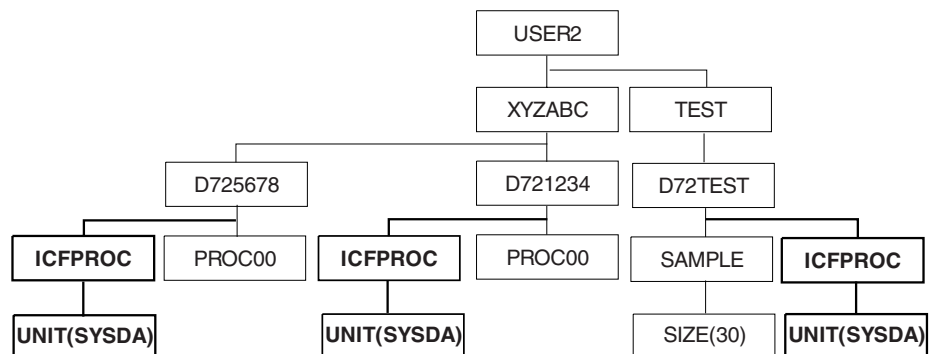 USER2
XYZABC
TEST
D725678
D721234
D72TEST
ICFPROC
PROC00
ICFPROC
PROC00
SAMPLE
ICFPROC
UNIT(SYSDA)
UNIT(SYSDA)
SIZE(30)
UNIT(SYSDA)